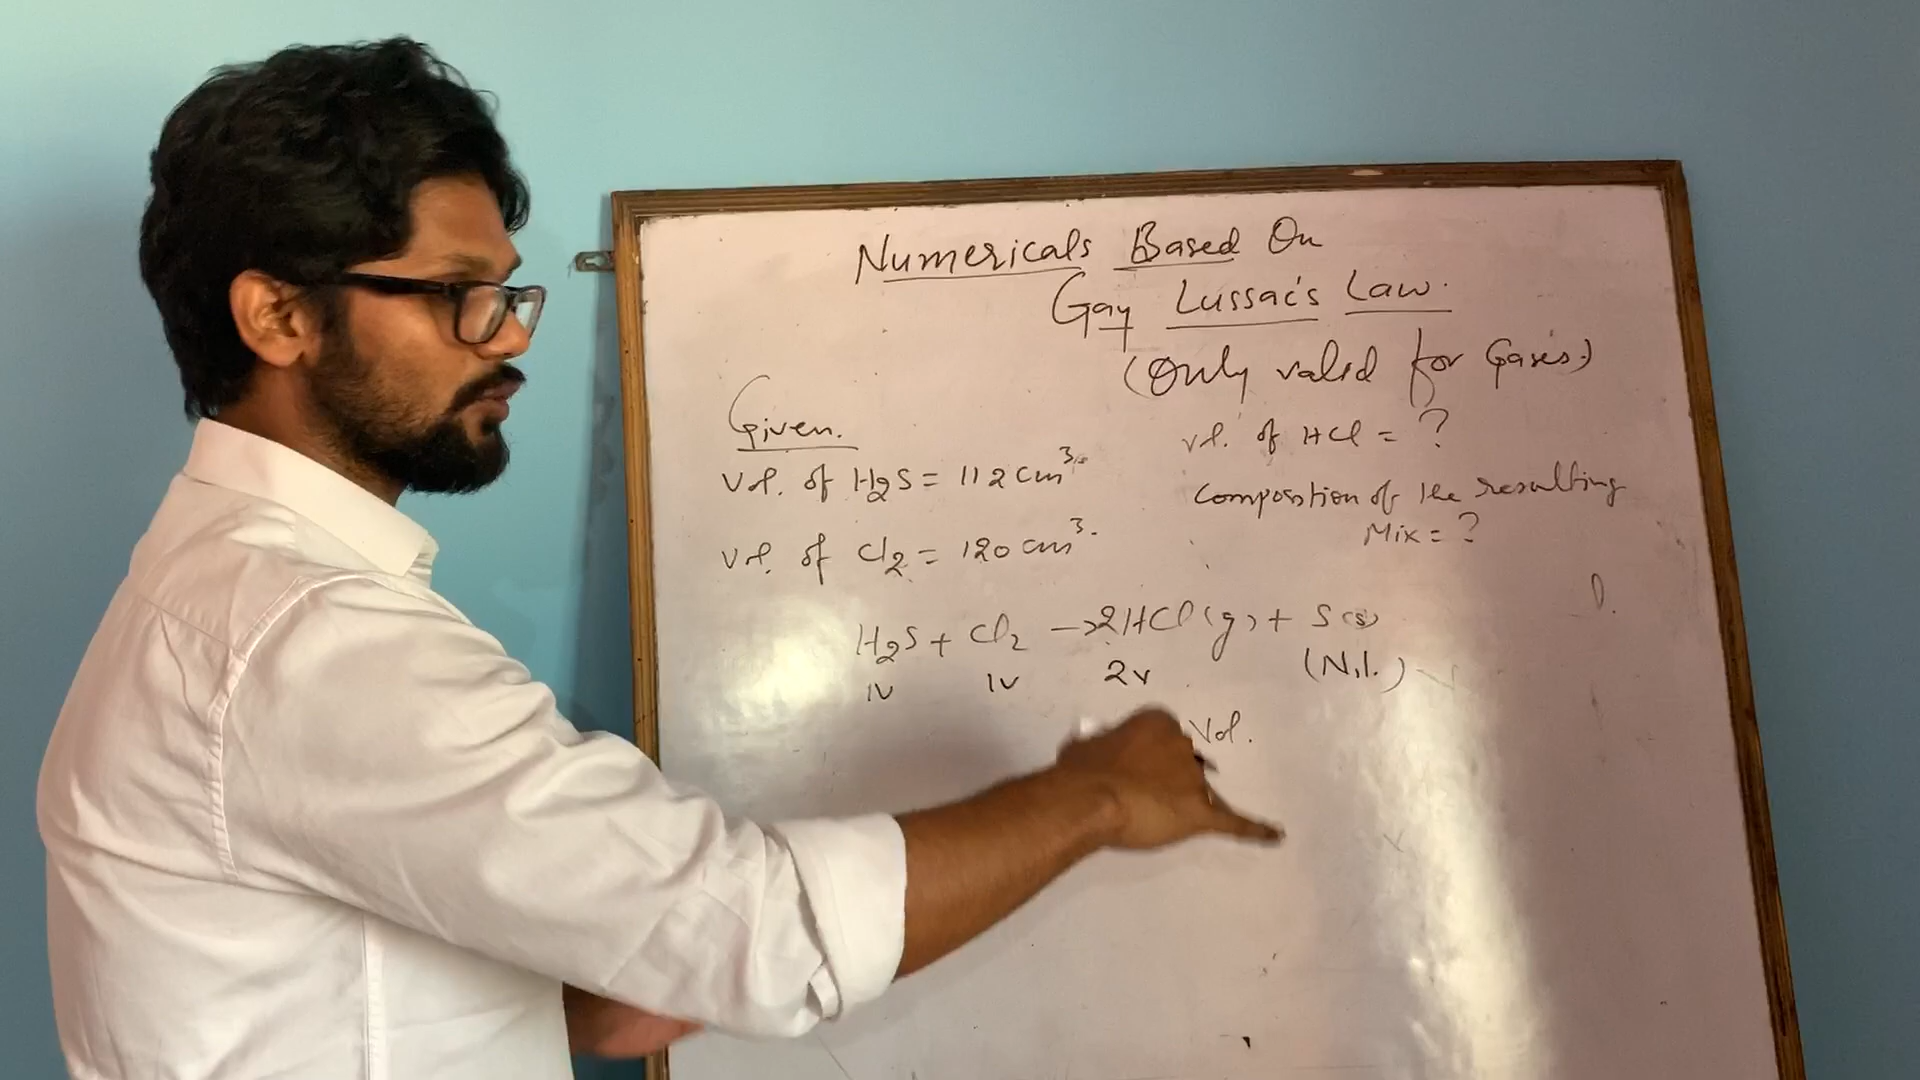 Numericals Based On
Gay Lussac's Law.
(Only valid for Gases)
Given.
Vol. of H2S = 112 cm³.
Vol. of Cl2 = 120 cm³.
vol. of HCl = ?
Composition of the resulting
Mix = ?
H2S + Cl2 → 2HCl(g) + S(s)
1V 1V 2V (Nil.)
Vol.